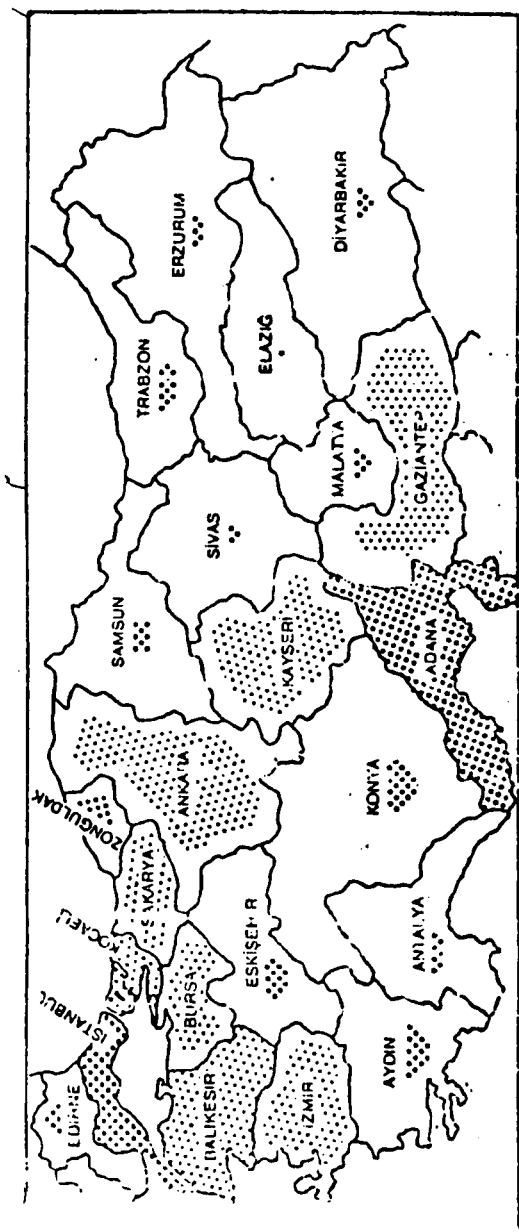 EDİRNE
İSTANBUL
KOCAELİ
ZONGULDAK
SAKARYA
BURSA
BALIKESİR
İZMİR
ESKİŞEHİR
AYDIN
ANTALYA
ANKARA
KONYA
SAMSUN
KAYSERİ
ADANA
SİVAS
TRABZON
MALATYA
GAZİANTEP
ELAZIĞ
ERZURUM
DİYARBAKIR